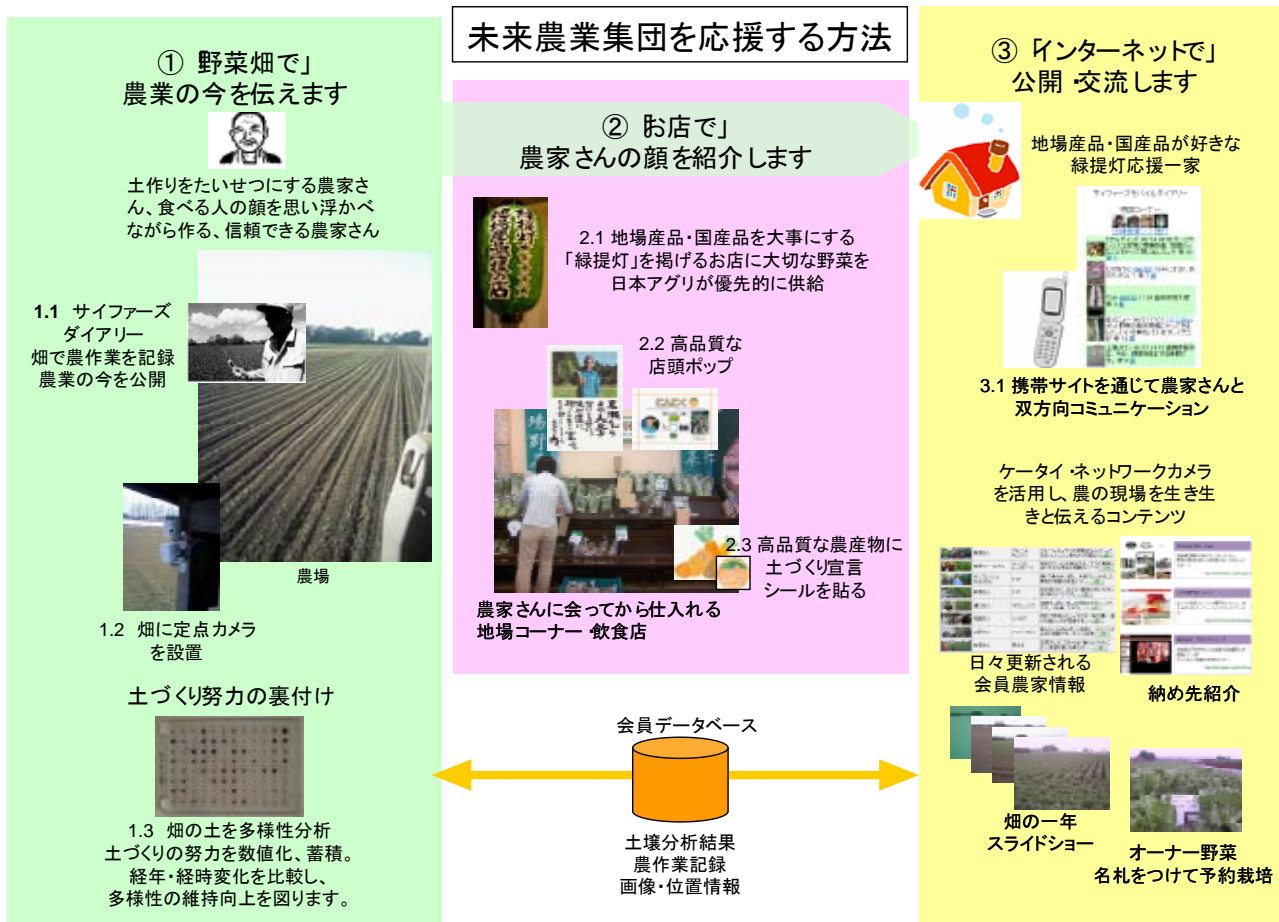 未来農業集団を応援する方法
① 野菜畑で」
農業の今を伝えます
土作りをたいせつにする農家さ
ん、食べる人の顔を思い浮かべ
ながら作る、信頼できる農家さん
1.1 サイファーズ
ダイアリー
畑で農作業を記録
農業の今を公開
農場
1.2 畑に定点カメラ
を設置
土づくり努力の裏付け
1.3 畑の土を多様性分析
土づくりの努力を数値化、蓄積。
経年・経時変化を比較し、
多様性の維持向上を図ります。
② 「お店で」
農家さんの顔を紹介します
2.1 地場産品・国産品を大事にする
「緑提灯」を掲げるお店に大切な野菜を
日本アグリが優先的に供給
2.2 高品質な
店頭ポップ
にんにく
2.3 高品質な農産物に
土づくり宣言
シールを貼る
農家さんに会ってから仕入れる
地場コーナー・飲食店
会員データベース
土壌分析結果
農作業記録
画像・位置情報
③ 「インターネットで」
公開・交流します
地場産品・国産品が好きな
緑提灯応援一家
サイファーズモバイルダイアリー
3.1 携帯サイトを通じて農家さんと
双方向コミュニケーション
ケータイ・ネットワークカメラ
を活用し、農の現場を生き生
きと伝えるコンテンツ
日々更新される
会員農家情報
納め先紹介
畑の一年
スライドショー
オーナー野菜
名札をつけて予約栽培